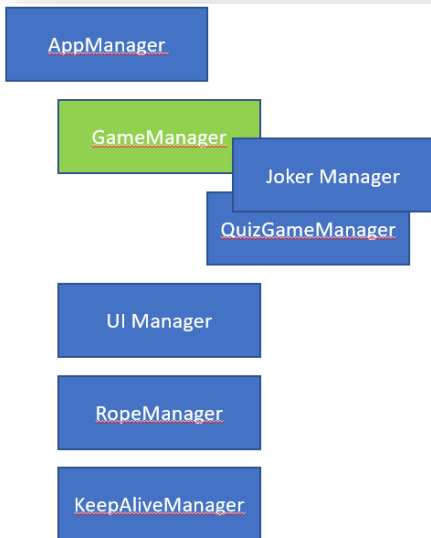 AppManager
GameManager
Joker Manager
QuizGameManager
UI Manager
RopeManager
KeepAliveManager